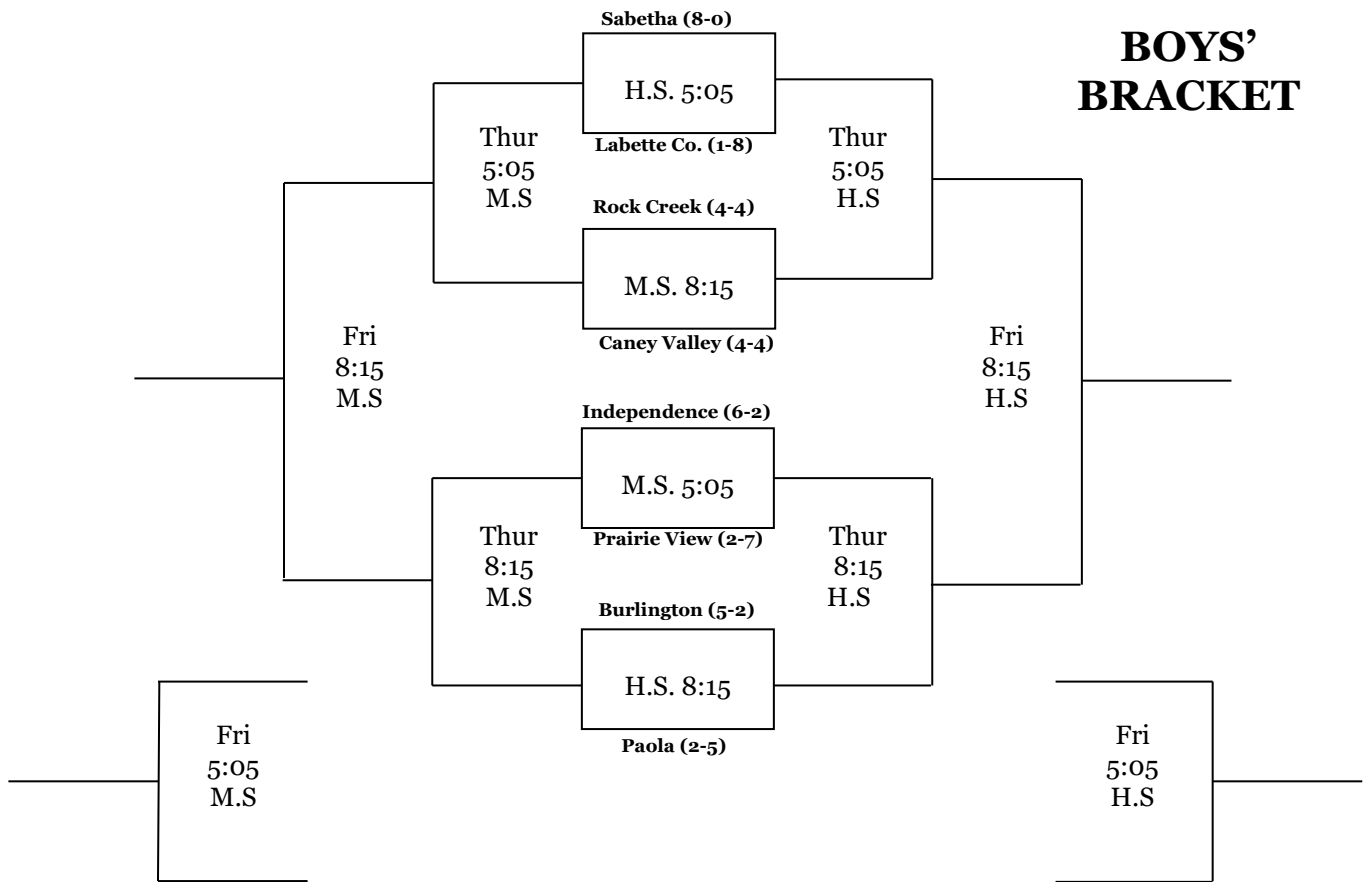 BOYS'
BRACKET
Sabetha (8-0)
H.S. 5:05
Labette Co. (1-8)
Thur
5:05
M.S
Thur
5:05
H.S
Rock Creek (4-4)
M.S. 8:15
Caney Valley (4-4)
Fri
8:15
M.S
Fri
8:15
H.S
Independence (6-2)
M.S. 5:05
Prairie View (2-7)
Thur
8:15
M.S
Thur
8:15
H.S
Burlington (5-2)
H.S. 8:15
Paola (2-5)
Fri
5:05
M.S
Fri
5:05
H.S